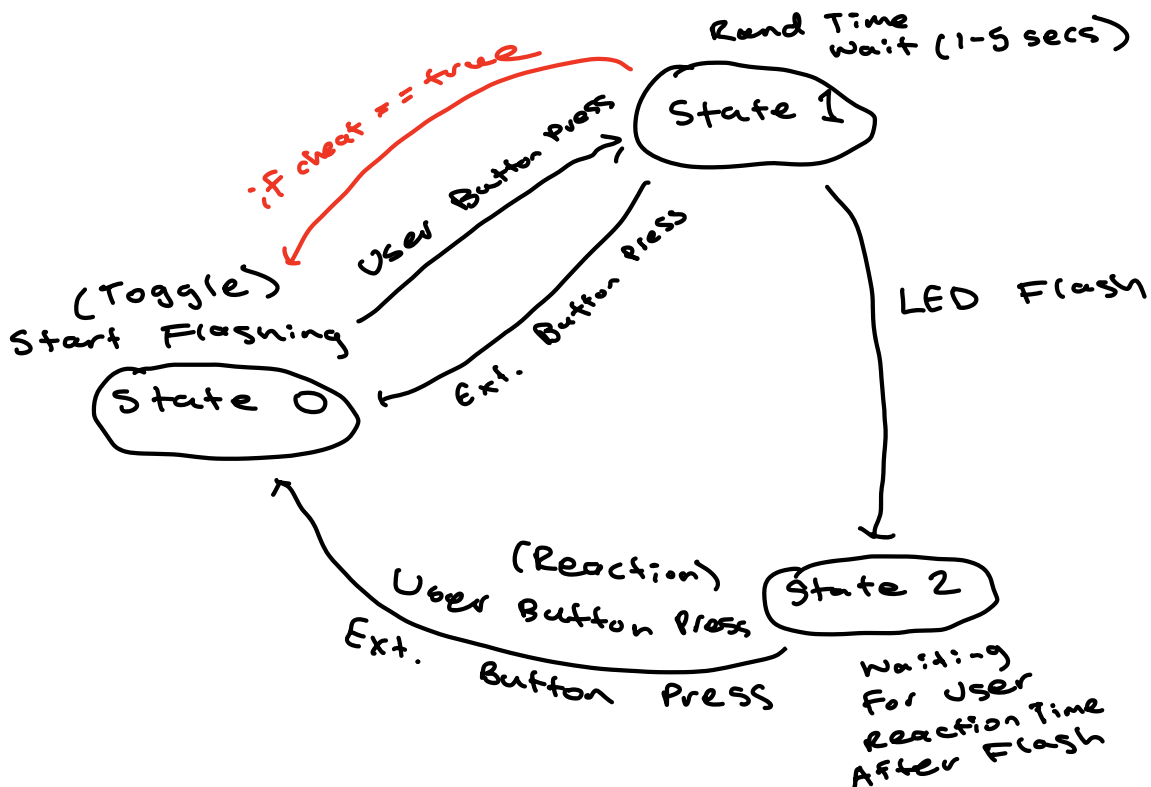 Rand Time
Wait (1-5 secs)
State 1
if cheat == true
User Button Press
Ext. Button Press
LED Flash
(Toggle)
Start Flashing
State 0
(Reaction)
User Button Press
Ext. Button Press
State 2
Waiting
For User
Reaction Time
After Flash